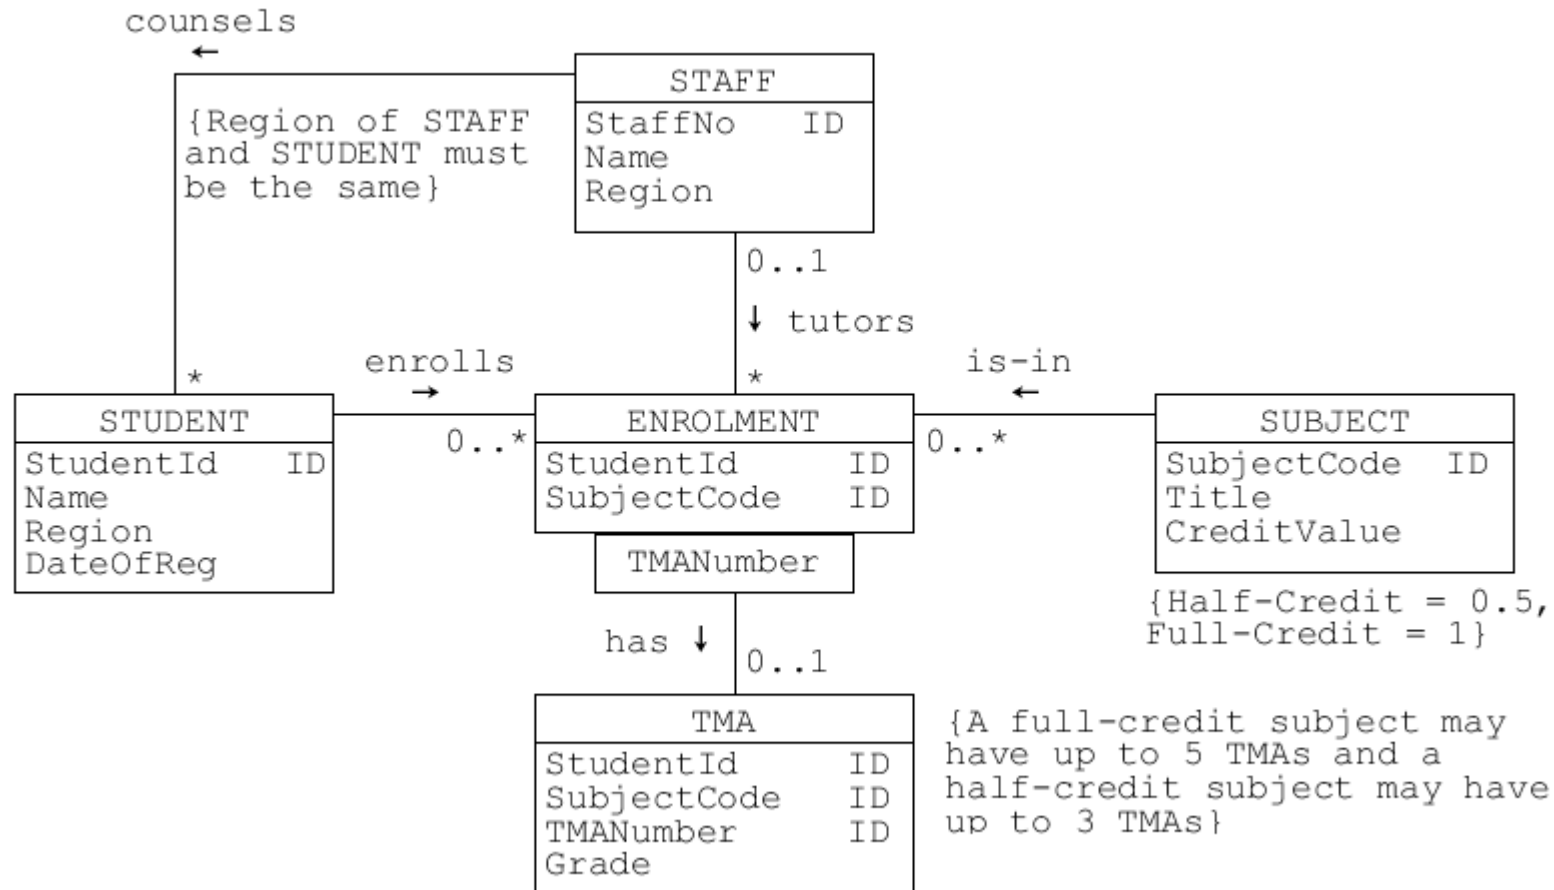 counsels
←
STAFF
StaffNo ID
Name
Region
{Region of STAFF
and STUDENT must
be the same}
0..1
↓ tutors
enrolls
→
is-in
←
*
*
STUDENT
StudentId ID
Name
Region
DateOfReg
0..*
ENROLMENT
StudentId ID
SubjectCode ID
0..*
SUBJECT
SubjectCode ID
Title
CreditValue
TMANumber
{Half-Credit = 0.5,
Full-Credit = 1}
has ↓
0..1
TMA
StudentId ID
SubjectCode ID
TMANumber ID
Grade
{A full-credit subject may
have up to 5 TMAs and a
half-credit subject may have
up to 3 TMAs}